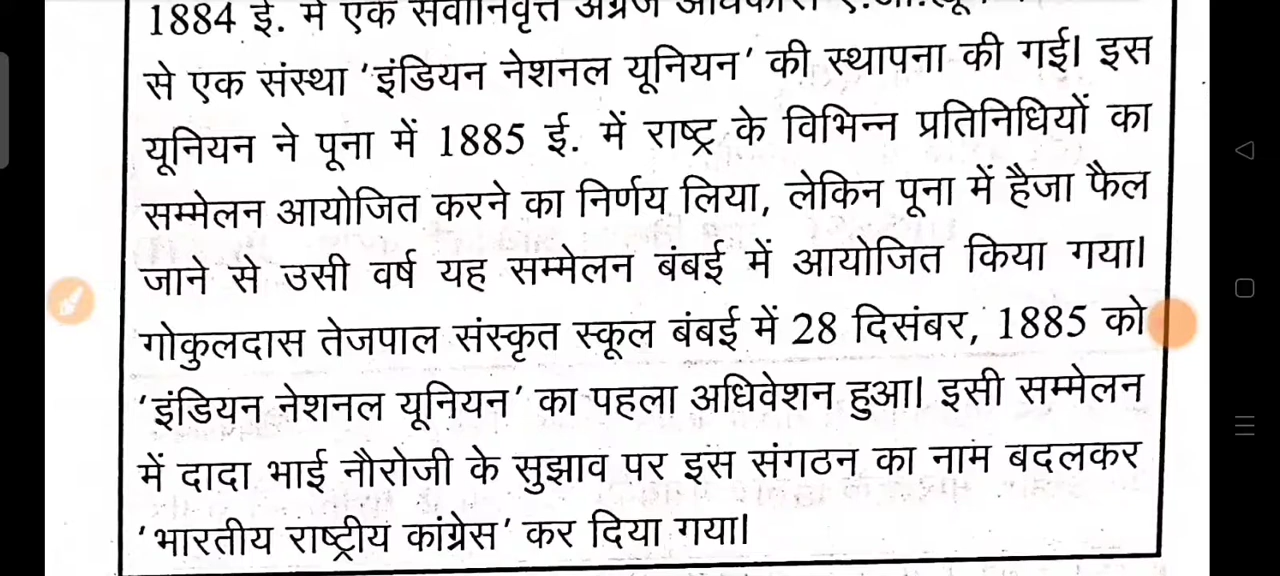 1884 ई. में एक सेवानिवृत्त अंग्रेज
से एक संस्था 'इंडियन नेशनल यूनियन' की स्थापना की गई। इस
यूनियन ने पूना में 1885 ई. में राष्ट्र के विभिन्न प्रतिनिधियों का
सम्मेलन आयोजित करने का निर्णय लिया, लेकिन पूना में हैजा फैल
जाने से उसी वर्ष यह सम्मेलन बंबई में आयोजित किया गया।
गोकुलदास तेजपाल संस्कृत स्कूल बंबई में 28 दिसंबर, 1885 को
'इंडियन नेशनल यूनियन' का पहला अधिवेशन हुआ। इसी सम्मेलन
में दादा भाई नौरोजी के सुझाव पर इस संगठन का नाम बदलकर
'भारतीय राष्ट्रीय कांग्रेस' कर दिया गया।